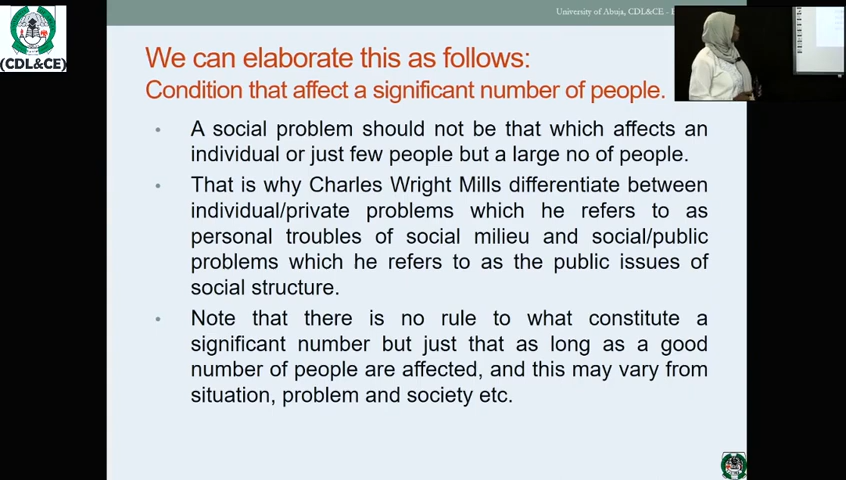 University of Abuja, CDL&CE -
(CDL&CE)
We can elaborate this as follows:
Condition that affect a significant number of people.
• A social problem should not be that which affects an
individual or just few people but a large no of people.
• That is why Charles Wright Mills differentiate between
individual/private problems which he refers to as
personal troubles of social milieu and social/public
problems which he refers to as the public issues of
social structure.
• Note that there is no rule to what constitute a
significant number but just that as long as a good
number of people are affected, and this may vary from
situation, problem and society etc.